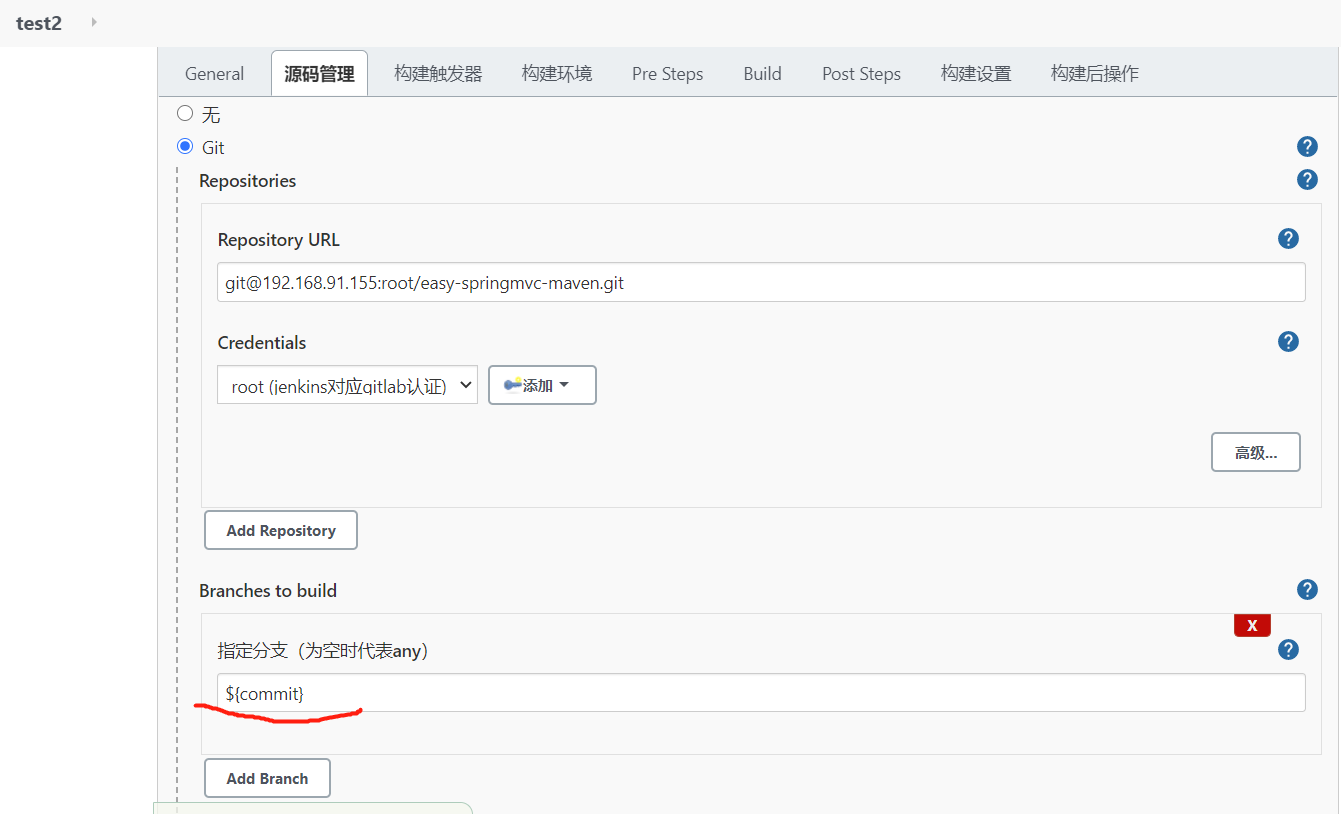 test2
General 源码管理 构建触发器 构建环境 Pre Steps Build Post Steps 构建设置 构建后操作
无
Git
Repositories
Repository URL
git@192.168.91.155:root/easy-springmvc-maven.git
Credentials
root (jenkins对应gitlab认证) 添加
高级...
Add Repository
Branches to build
X
指定分支（为空时代表any）
${commit}
Add Branch